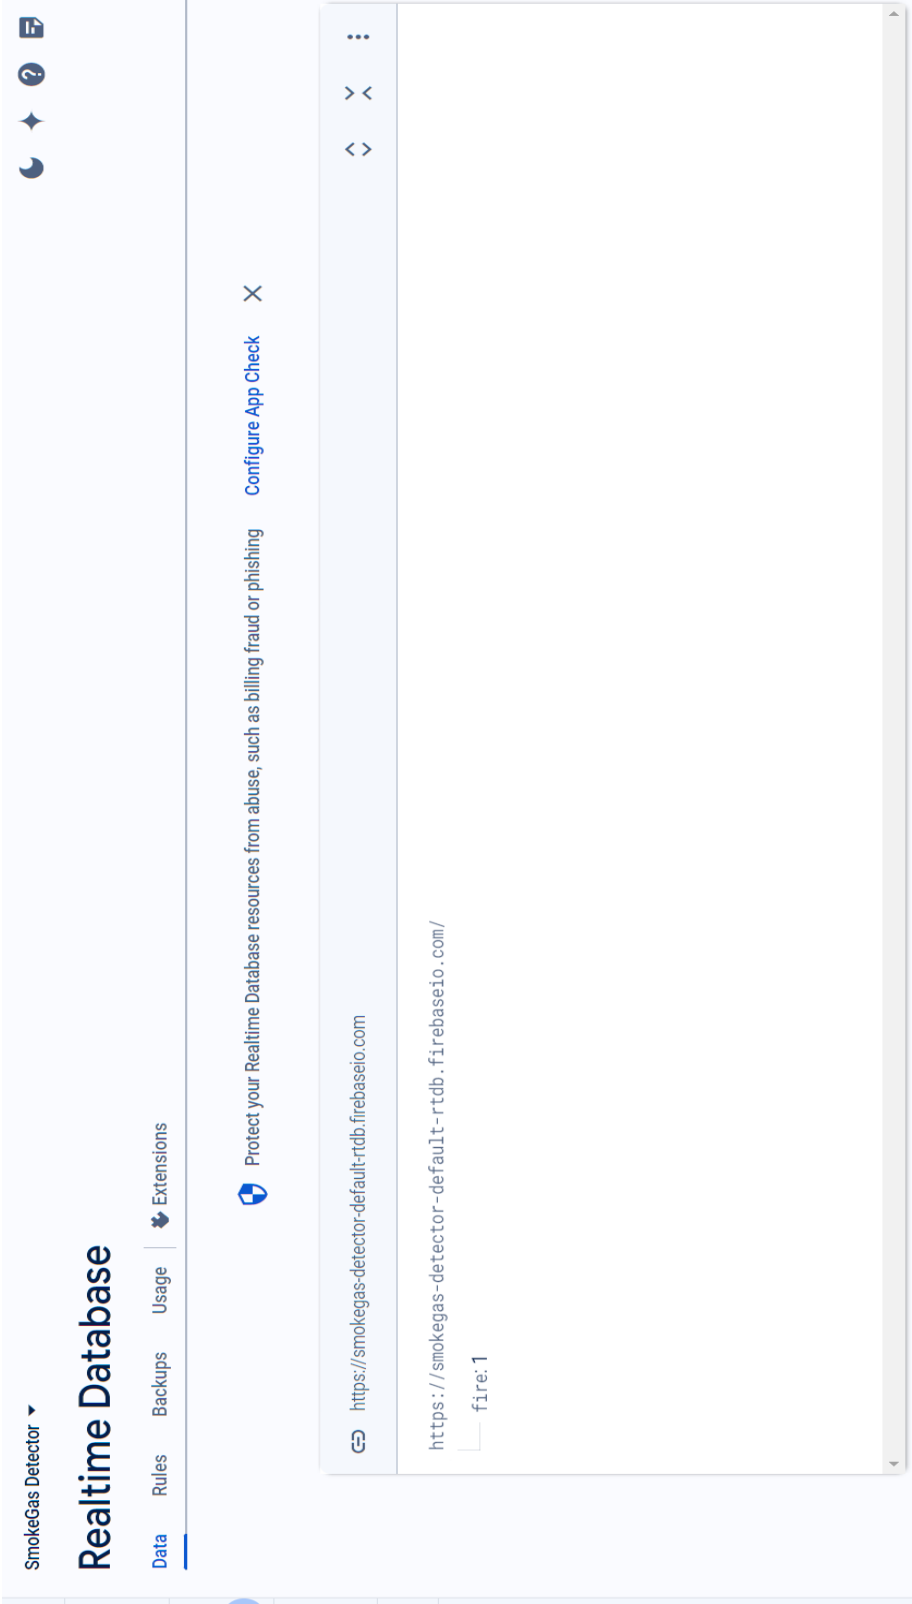 SmokeGas Detector
Realtime Database
Data Rules Backups Usage Extensions
Protect your Realtime Database resources from abuse, such as billing fraud or phishing Configure App Check
https://smokegas-detector-default-rtdb.firebaseio.com
https://smokegas-detector-default-rtdb.firebaseio.com/
fire: 1